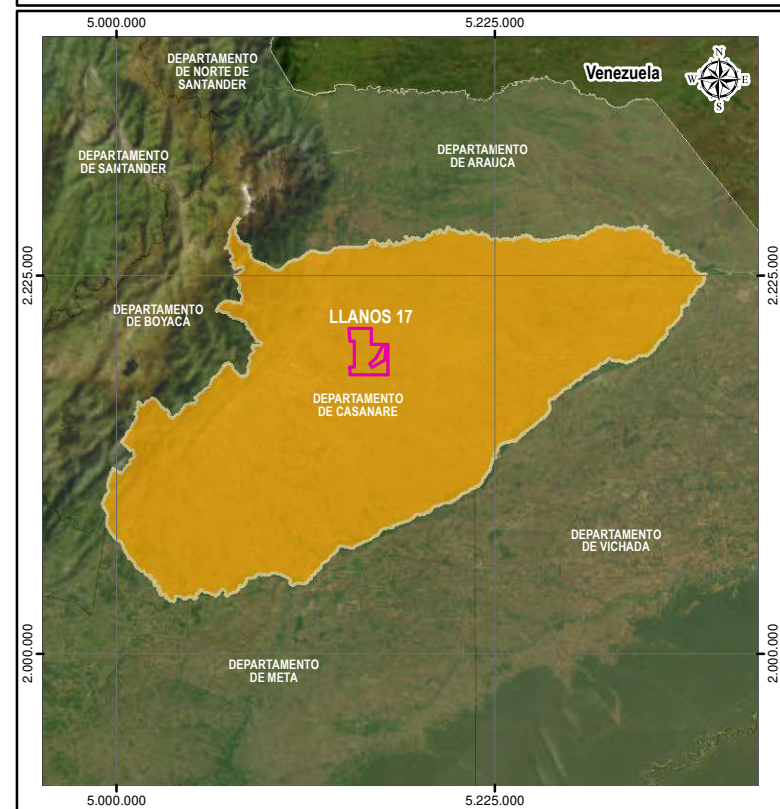 5.000.000
5.225.000
DEPARTAMENTO
DE NORTE DE
SANTANDER
Venezuela
N
W
E
S
DEPARTAMENTO
DE SANTANDER
DEPARTAMENTO
DE ARAUCA
2.225.000
2.225.000
DEPARTAMENTO
DE BOYACÁ
LLANOS 17
DEPARTAMENTO
DE CASANARE
DEPARTAMENTO
DE VICHADA
2.000.000
2.000.000
DEPARTAMENTO
DE META
5.000.000
5.225.000